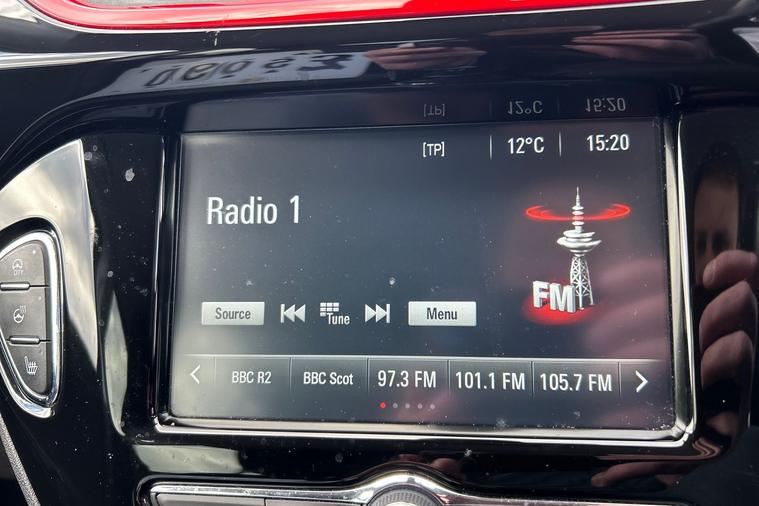 [TP] 12°C 15:20
Radio 1
FM
Source Tune Menu
BBC R2 BBC Scot 97.3 FM 101.1 FM 105.7 FM
CITY